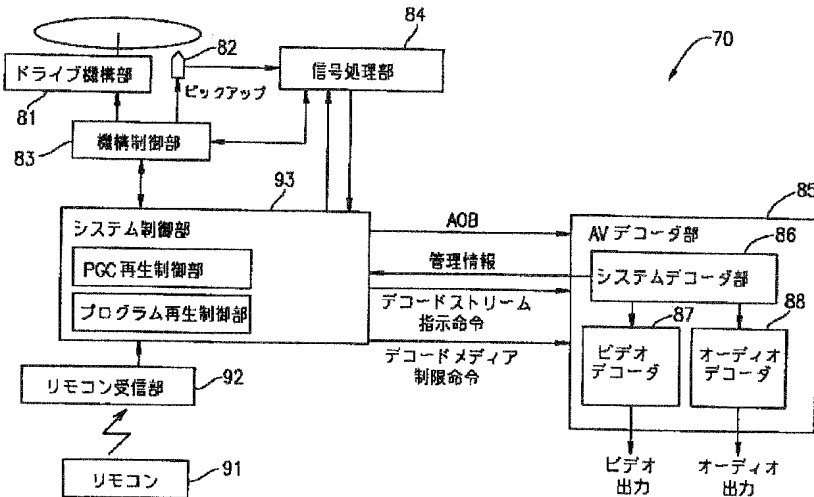 82
84
70
ドライブ機構部
信号処理部
81
ピックアップ
機構制御部
83
93
85
システム制御部
AOB
AVデコーダ部
86
PGC再生制御部
管理情報
システムデコーダ部
プログラム再生制御部
デコードストリーム
指示命令
87
88
デコードメディア
制限命令
ビデオ
デコーダ
オーディオ
デコーダ
リモコン受信部
92
リモコン
91
ビデオ
出力
オーディオ
出力